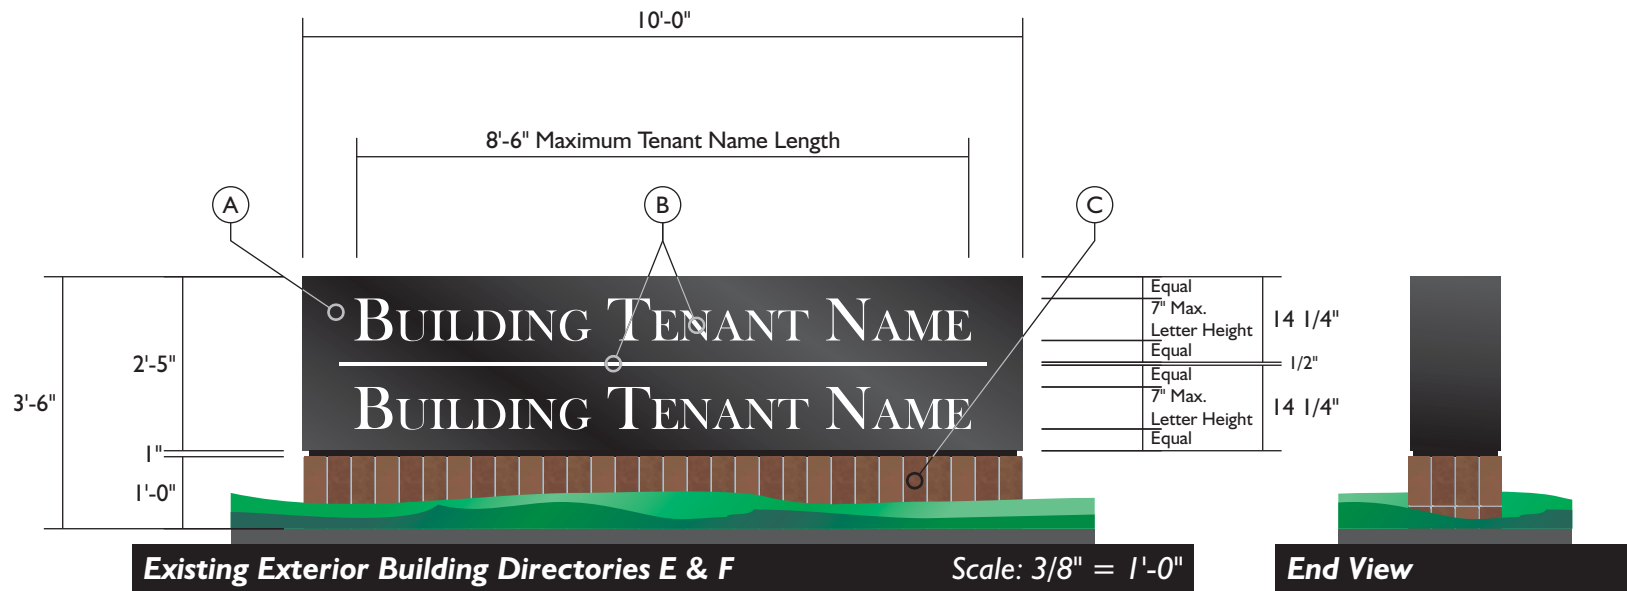 10'-0"
8'-6" Maximum Tenant Name Length
A
B
C
BUILDING TENANT NAME
BUILDING TENANT NAME
3'-6"
2'-5"
1"
1'-0"
Equal
7" Max.
Letter Height
Equal
Equal
7" Max.
Letter Height
Equal
14 1/4"
1/2"
14 1/4"
Existing Exterior Building Directories E & F
Scale: 3/8" = 1'-0"
End View